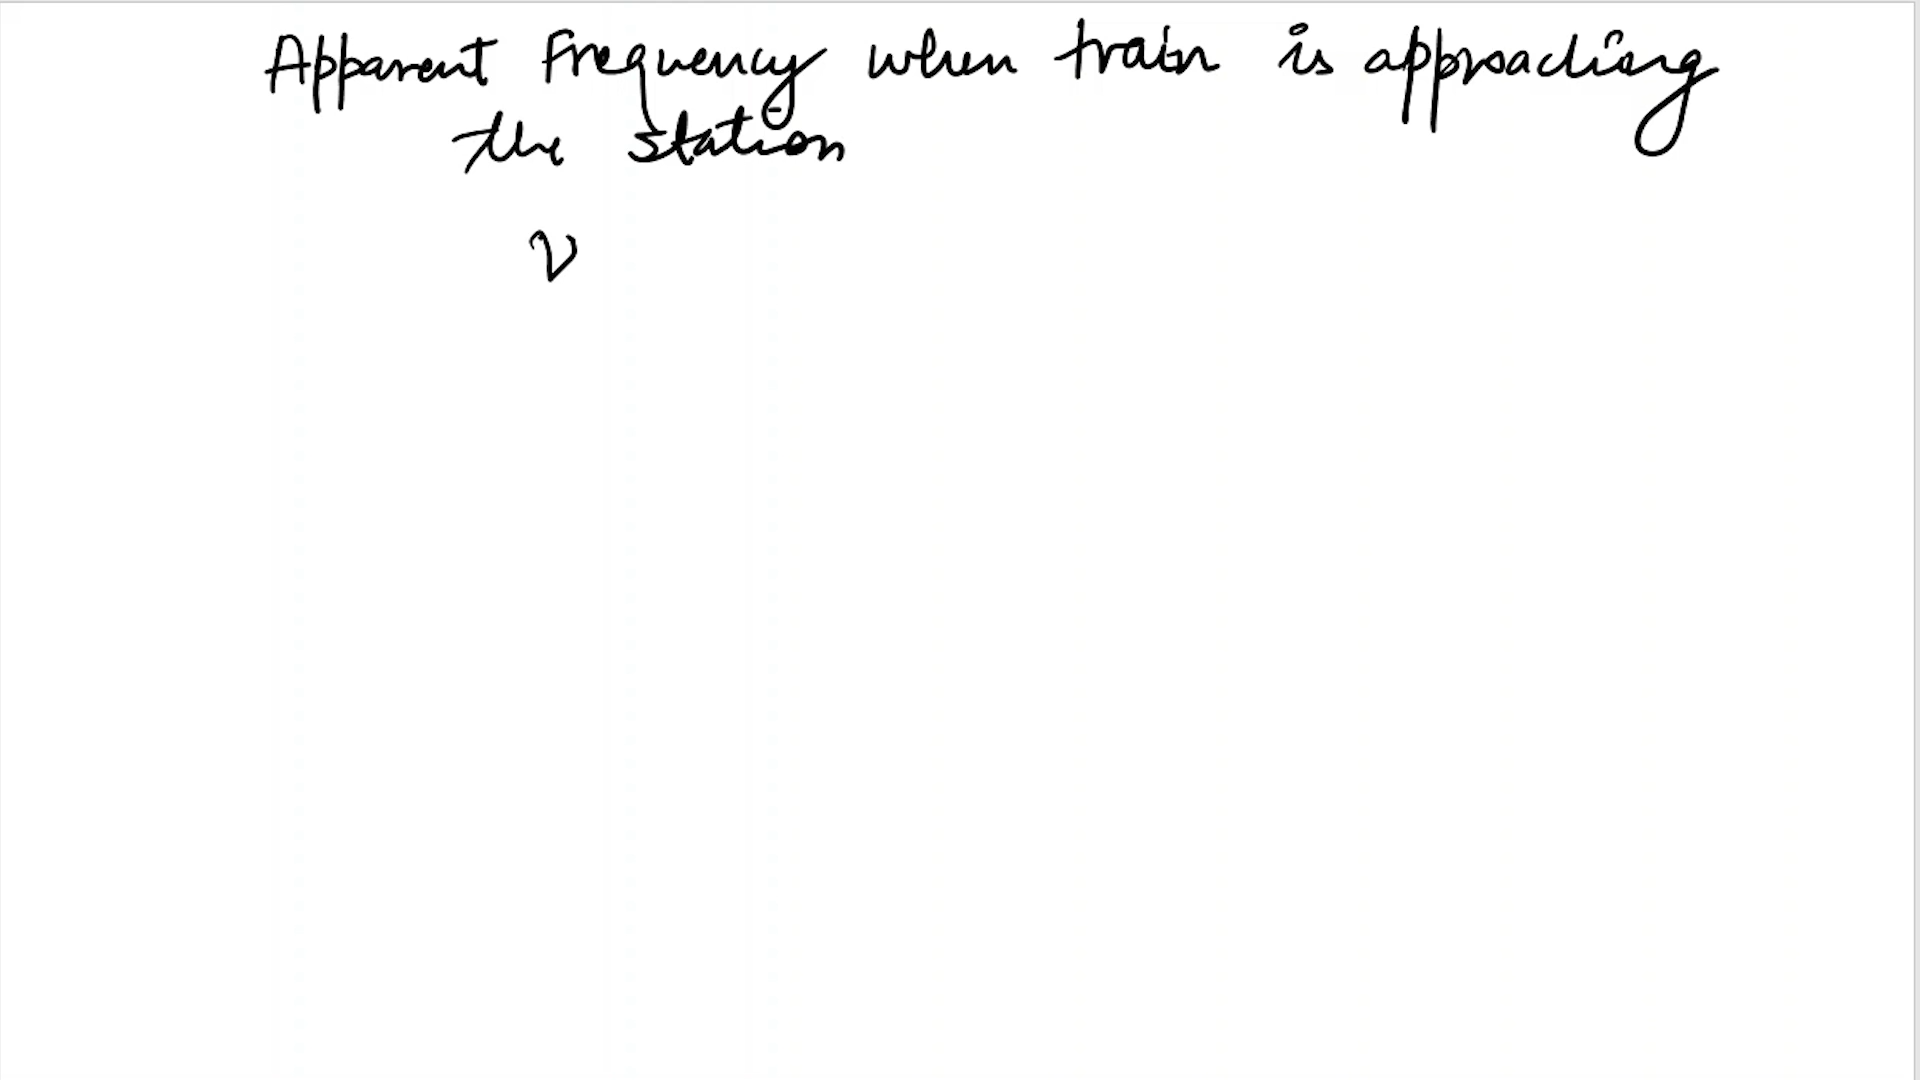 Apparent Frequency when train is approaching
the station
ν